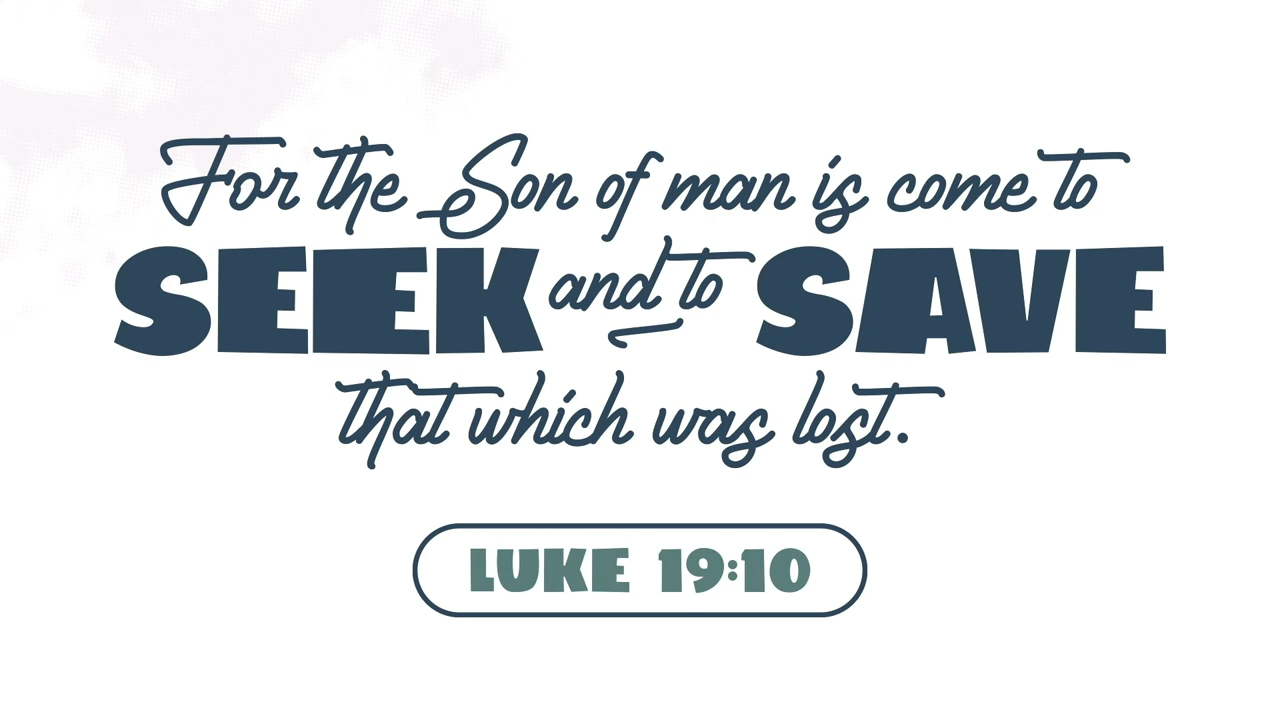 For the Son of man is come to
SEEK and to SAVE
that which was lost.
LUKE 19:10